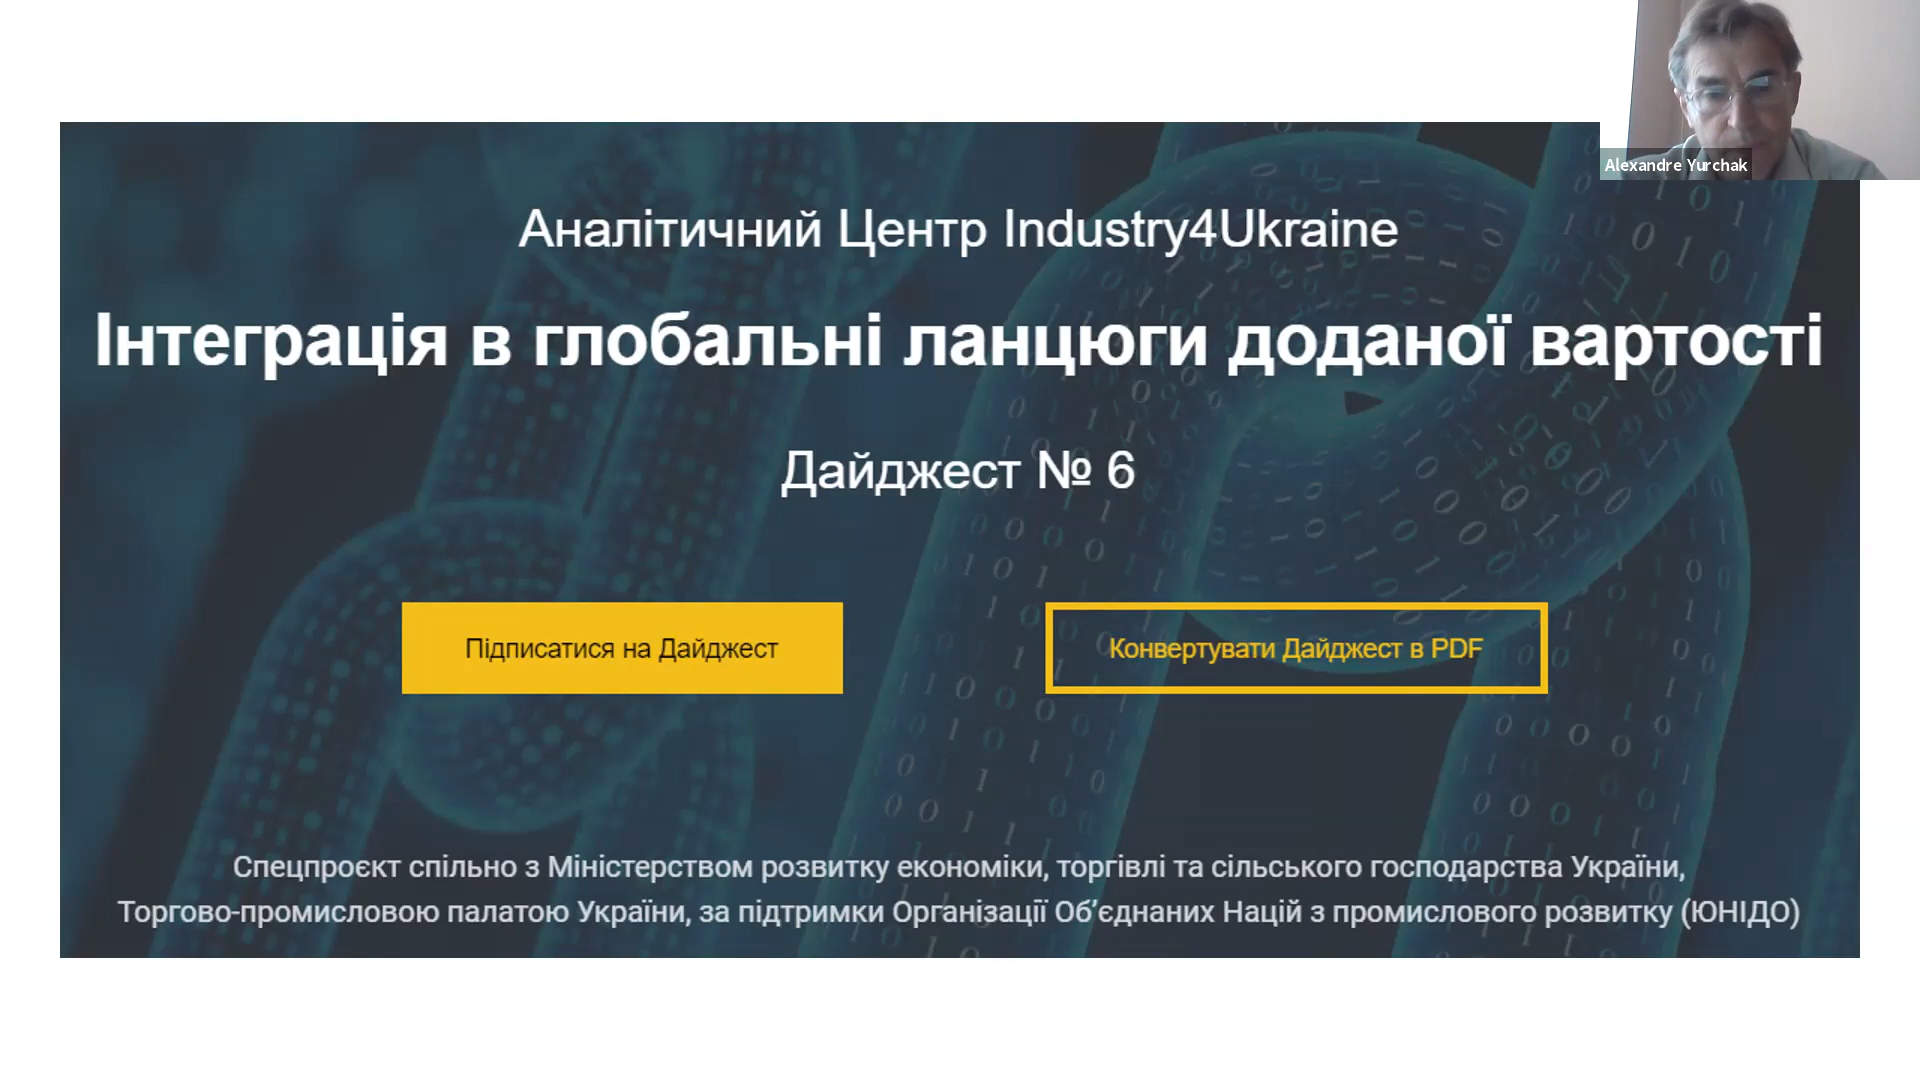 Alexandre Yurchak
Аналітичний Центр Industry4Ukraine
Інтеграція в глобальні ланцюги доданої вартості
Дайджест № 6
Підписатися на Дайджест
Конвертувати Дайджест в PDF
Спецпроєкт спільно з Міністерством розвитку економіки, торгівлі та сільського господарства України,
Торгово-промисловою палатою України, за підтримки Організації Об’єднаних Націй з промислового розвитку (ЮНІДО)